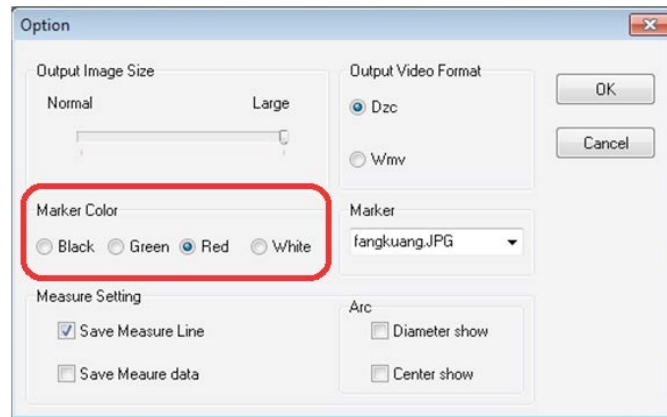 Option
Output Image Size
Normal Large
Output Video Format
Dzc
Wmv
OK
Cancel
Marker Color
Black Green Red White
Marker
fangkuang.JPG
Measure Setting
Save Measure Line
Save Meaure data
Arc
Diameter show
Center show